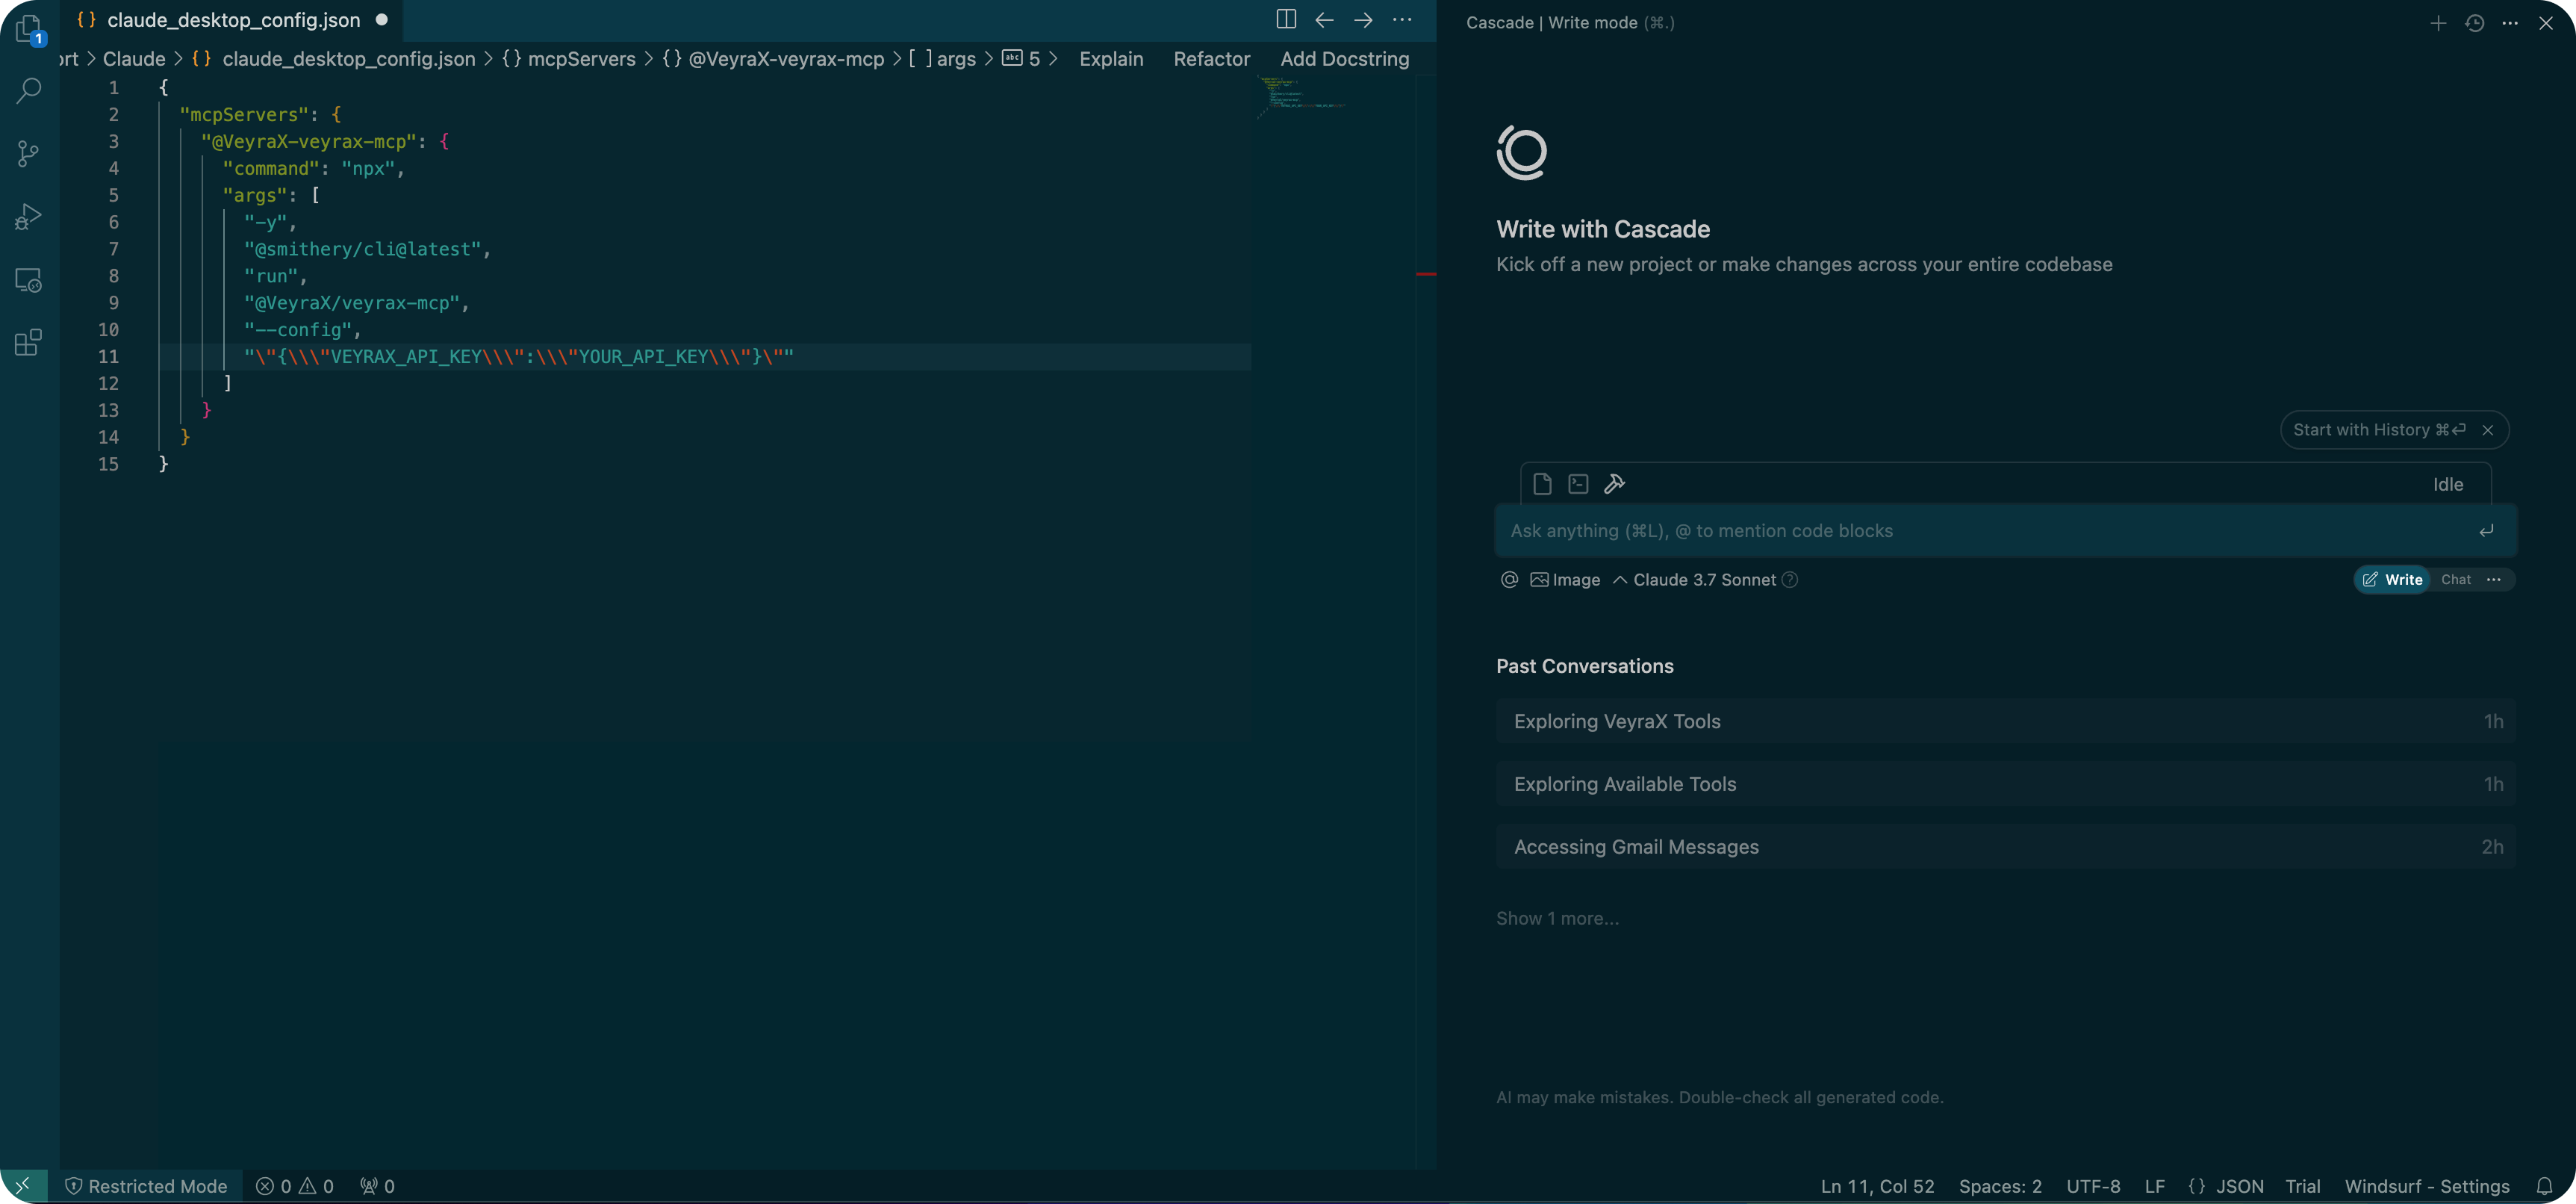 claude_desktop_config.json
1
ort > Claude > {} claude_desktop_config.json > {} mcpServers > {} @VeyraX-veyrax-mcp > [ ] args > abc 5 > Explain Refactor Add Docstring
1 {
2 "mcpServers": {
3 "@VeyraX-veyrax-mcp": {
4 "command": "npx",
5 "args": [
6 "-y",
7 "@smithery/cli@latest",
8 "run",
9 "@VeyraX/veyrax-mcp",
10 "--config",
11 "\"{\\\"VEYRAX_API_KEY\\\":\\\"YOUR_API_KEY\\\"}\""
12 ]
13 }
14 }
15 }
Cascade | Write mode (⌘.)
Write with Cascade
Kick off a new project or make changes across your entire codebase
Start with History ⌘⏎ ×
Idle
Ask anything (⌘L), @ to mention code blocks
@ Image Claude 3.7 Sonnet ?
Write Chat ...
Past Conversations
Exploring VeyraX Tools 1h
Exploring Available Tools 1h
Accessing Gmail Messages 2h
Show 1 more...
AI may make mistakes. Double-check all generated code.
Restricted Mode 0 0 0
Ln 11, Col 52 Spaces: 2 UTF-8 LF {} JSON Trial Windsurf - Settings